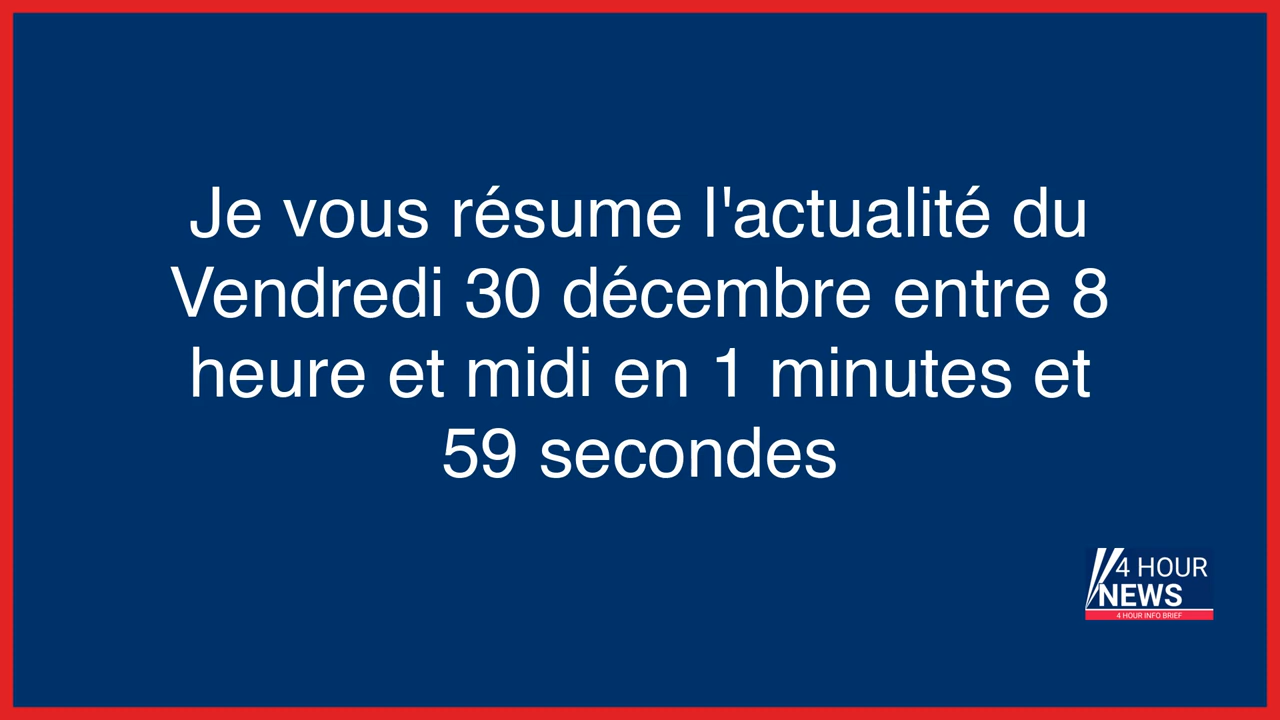 Je vous résume l'actualité du
Vendredi 30 décembre entre 8
heure et midi en 1 minutes et
59 secondes
4 HOUR
NEWS
4 HOUR INFO BRIEF